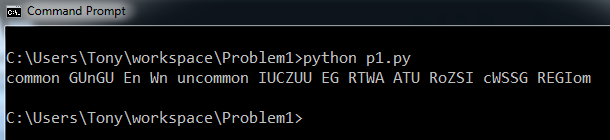 Command Prompt
C:\Users\Tony\workspace\Problem1>python p1.py
common GUnGU En Wn uncommon IUCZUU EG RTWA ATU RoZSI cWSSG REGIom
C:\Users\Tony\workspace\Problem1>